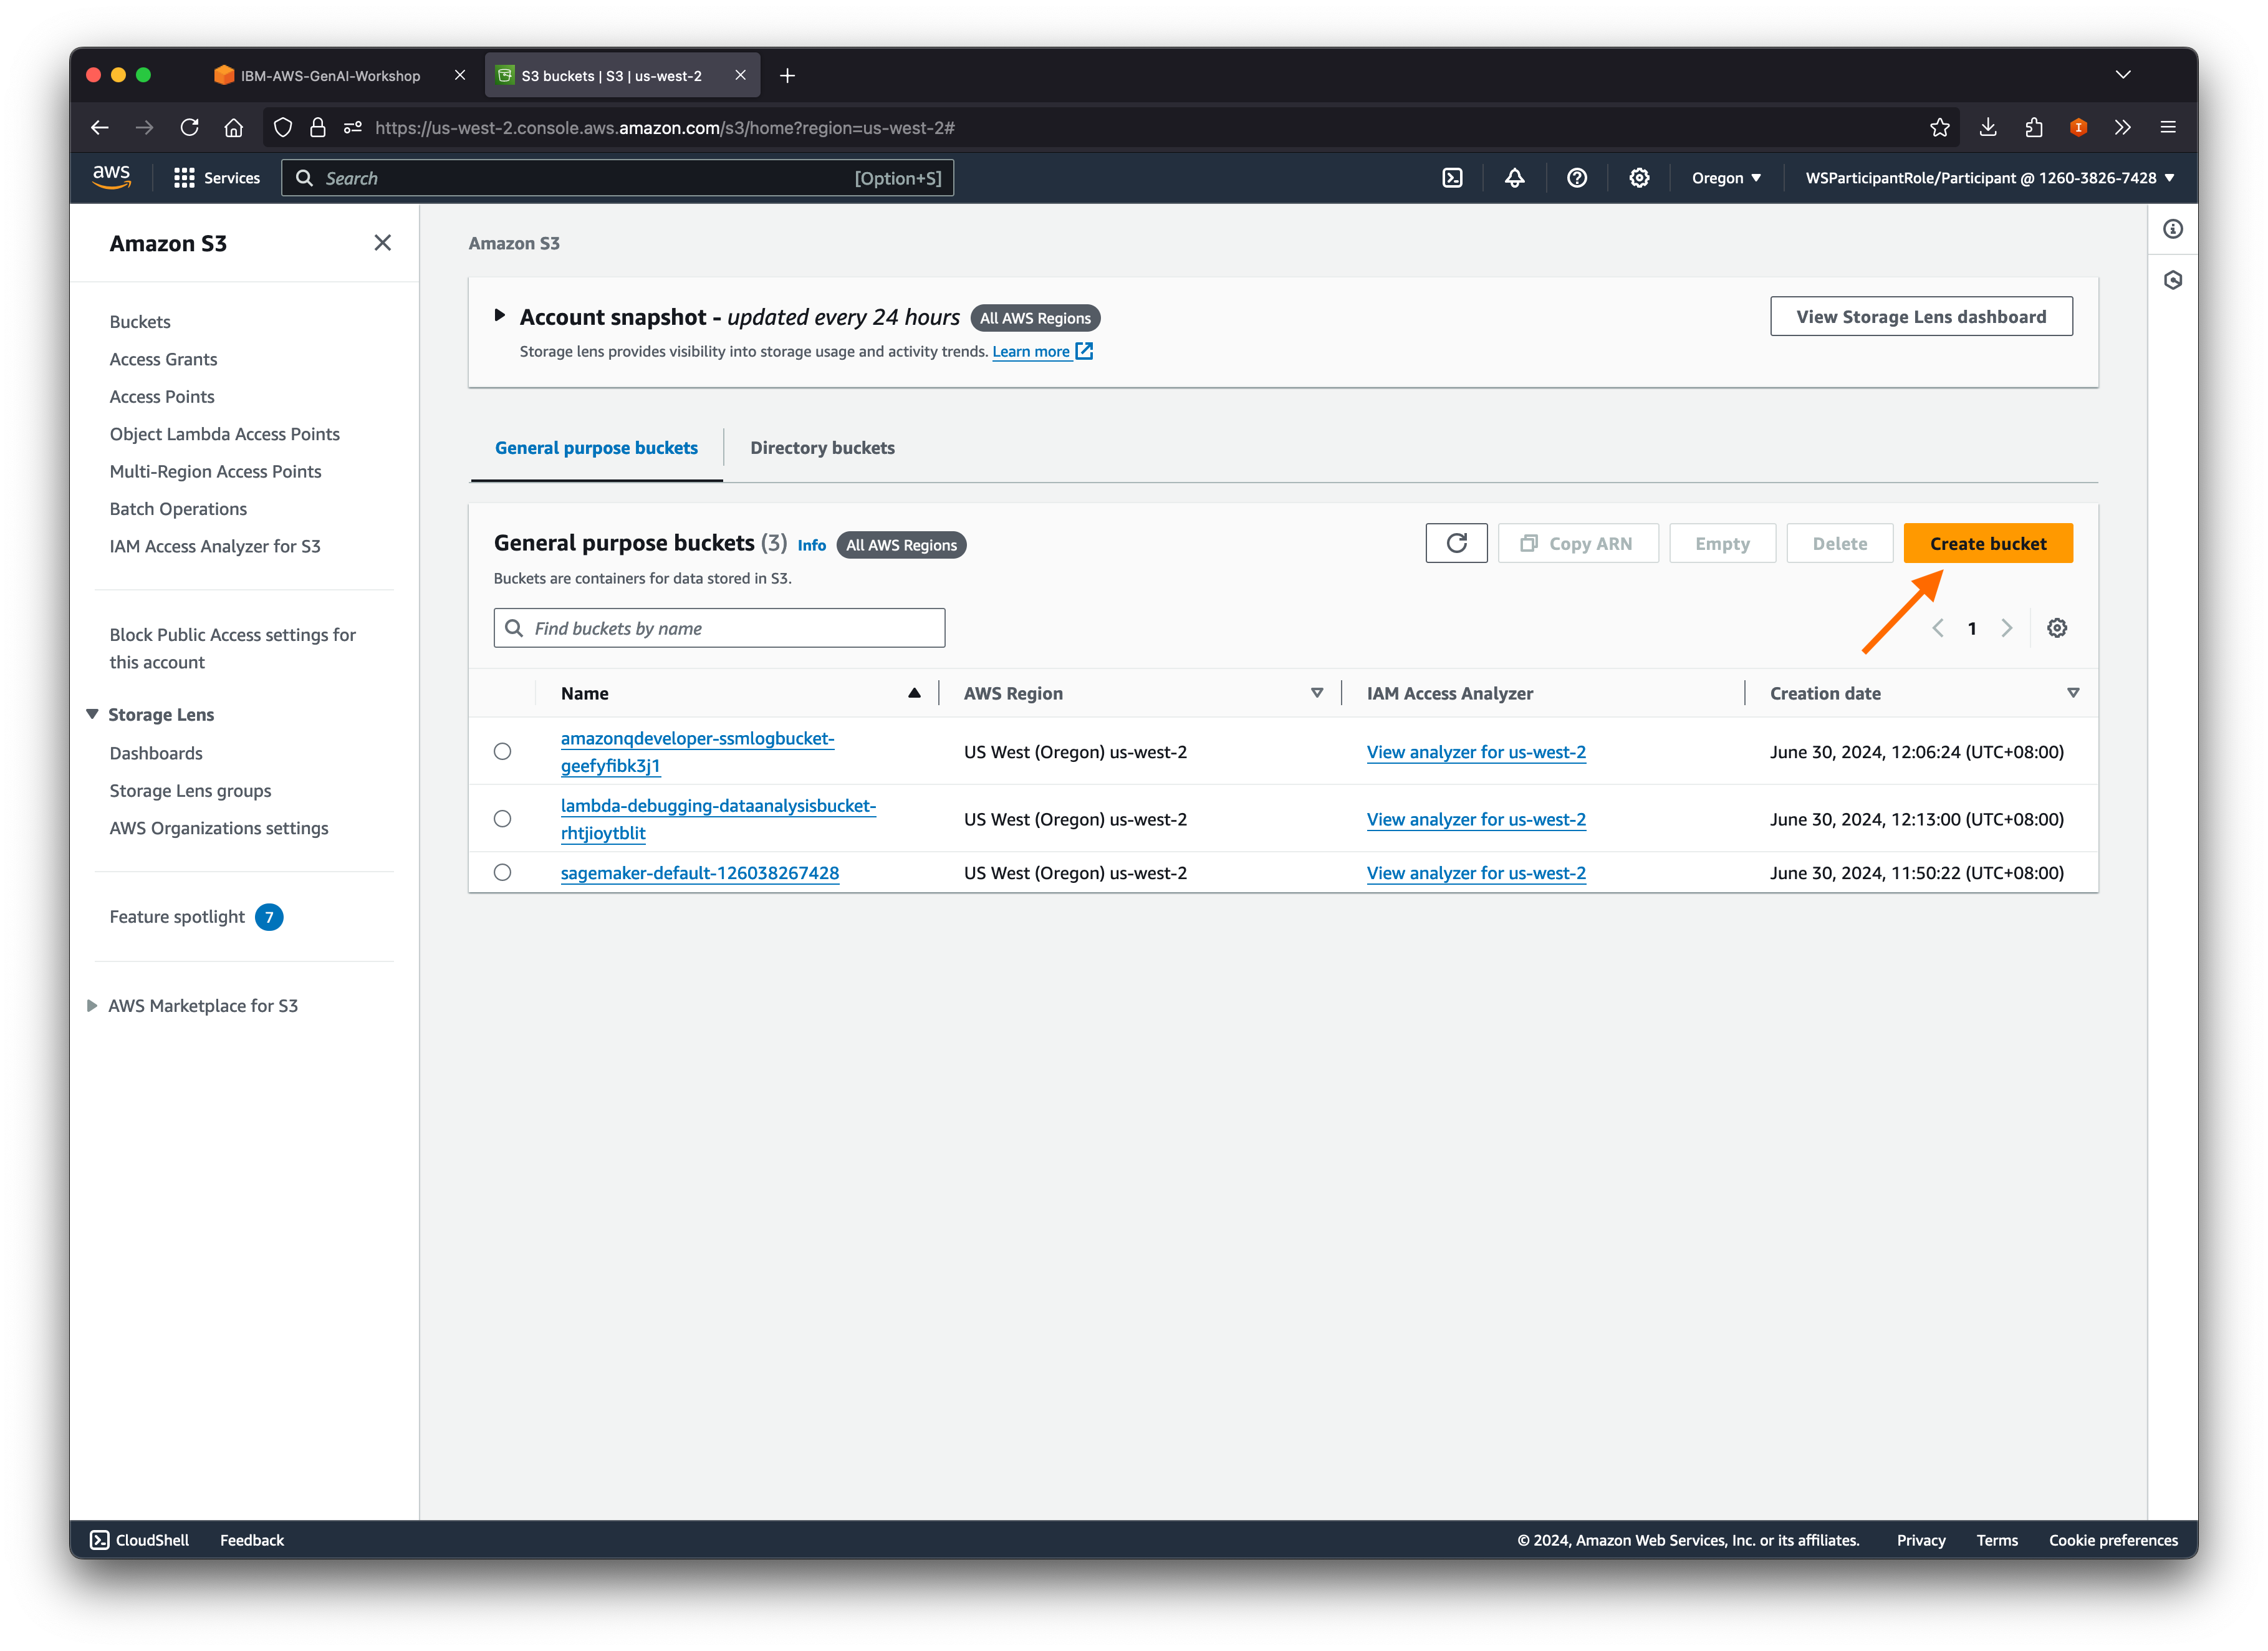 IBM-AWS-GenAI-Workshop
S3 buckets | S3 | us-west-2
https://us-west-2.console.aws.amazon.com/s3/home?region=us-west-2#
aws
Services
Search
[Option+S]
Oregon
WSParticipantRole/Participant @ 1260-3826-7428
Amazon S3
Buckets
Access Grants
Access Points
Object Lambda Access Points
Multi-Region Access Points
Batch Operations
IAM Access Analyzer for S3
Block Public Access settings for
this account
Storage Lens
Dashboards
Storage Lens groups
AWS Organizations settings
Feature spotlight 7
AWS Marketplace for S3
Amazon S3
Account snapshot - updated every 24 hours All AWS Regions
Storage lens provides visibility into storage usage and activity trends. Learn more
View Storage Lens dashboard
General purpose buckets
Directory buckets
General purpose buckets (3) Info All AWS Regions
Buckets are containers for data stored in S3.
Copy ARN
Empty
Delete
Create bucket
Find buckets by name
1
Name
AWS Region
IAM Access Analyzer
Creation date
amazonqdeveloper-ssmlogbucket-
geefyfibk3j1
US West (Oregon) us-west-2
View analyzer for us-west-2
June 30, 2024, 12:06:24 (UTC+08:00)
lambda-debugging-dataanalysisbucket-
rhtjioytblit
US West (Oregon) us-west-2
View analyzer for us-west-2
June 30, 2024, 12:13:00 (UTC+08:00)
sagemaker-default-126038267428
US West (Oregon) us-west-2
View analyzer for us-west-2
June 30, 2024, 11:50:22 (UTC+08:00)
CloudShell
Feedback
© 2024, Amazon Web Services, Inc. or its affiliates.
Privacy
Terms
Cookie preferences